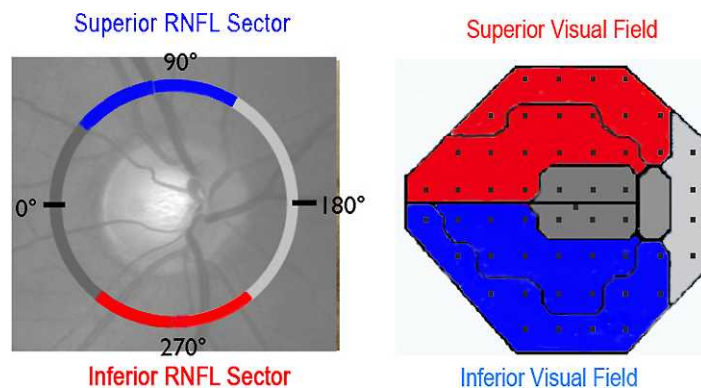 Superior RNFL Sector
90°
0°
180°
270°
Inferior RNFL Sector
Superior Visual Field
Inferior Visual Field